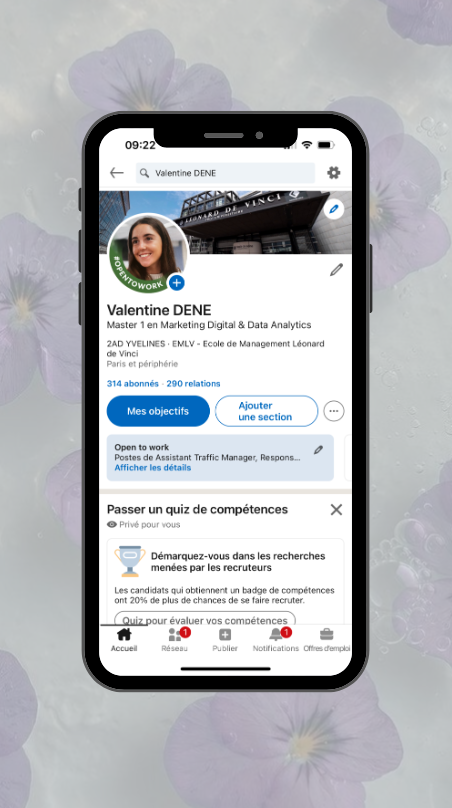 09:22
Valentine DENE
LÉONARD DE VINCI
#OPENTOWORK
Valentine DENE
Master 1 en Marketing Digital & Data Analytics
2AD YVELINES · EMLV - Ecole de Management Léonard
de Vinci
Paris et périphérie
314 abonnés · 290 relations
Mes objectifs
Ajouter
une section
Open to work
Postes de Assistant Traffic Manager, Respons...
Afficher les détails
Passer un quiz de compétences
Privé pour vous
Démarquez-vous dans les recherches
menées par les recruteurs
Les candidats qui obtiennent un badge de compétences
ont 20% de plus de chances de se faire recruter.
Quiz pour évaluer vos compétences
1
1
Accueil
Réseau
Publier
Notifications
Offres d'emploi